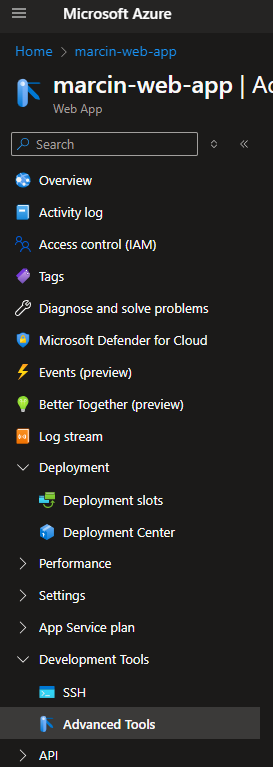 Microsoft Azure
Home > marcin-web-app
marcin-web-app | Ad
Web App
Search
Overview
Activity log
Access control (IAM)
Tags
Diagnose and solve problems
Microsoft Defender for Cloud
Events (preview)
Better Together (preview)
Log stream
Deployment
Deployment slots
Deployment Center
Performance
Settings
App Service plan
Development Tools
SSH
Advanced Tools
API